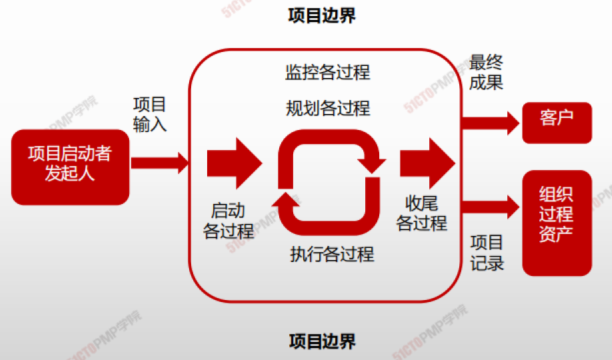 项目边界
监控各过程
最终
成果
项目
输入
规划各过程
客户
项目启动者
发起人
启动
各过程
收尾
各过程
组织
过程
资产
执行各过程
项目
记录
项目边界
51CTOPMP学院
51CTOPMP学院
51CTOPMP学院
51CTOPMP学院